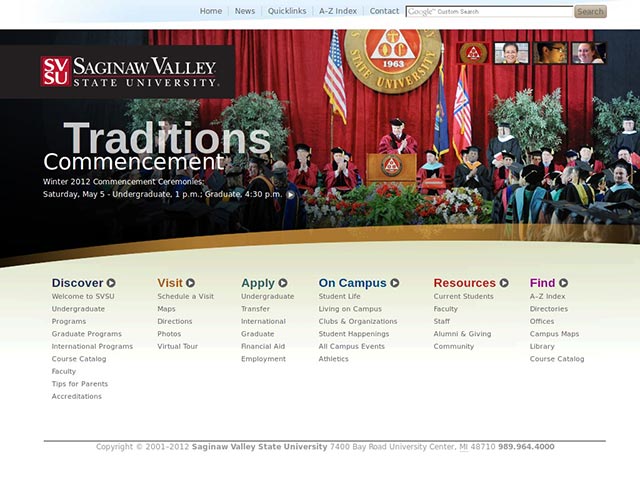 Home News Quicklinks A–Z Index Contact Google™ Custom Search Search
SVSU SAGINAW VALLEY
STATE UNIVERSITY.
1963
Traditions
Commencement
Winter 2012 Commencement Ceremonies:
Saturday, May 5 - Undergraduate, 1 p.m.; Graduate, 4:30 p.m.
Discover
Welcome to SVSU
Undergraduate
Programs
Graduate Programs
International Programs
Course Catalog
Faculty
Tips for Parents
Accreditations
Visit
Schedule a Visit
Maps
Directions
Photos
Virtual Tour
Apply
Undergraduate
Transfer
International
Graduate
Financial Aid
Employment
On Campus
Student Life
Living on Campus
Clubs & Organizations
Student Happenings
All Campus Events
Athletics
Resources
Current Students
Faculty
Staff
Alumni & Giving
Community
Find
A–Z Index
Directories
Offices
Campus Maps
Library
Course Catalog
Copyright © 2001–2012 Saginaw Valley State University 7400 Bay Road University Center, MI 48710 989.964.4000